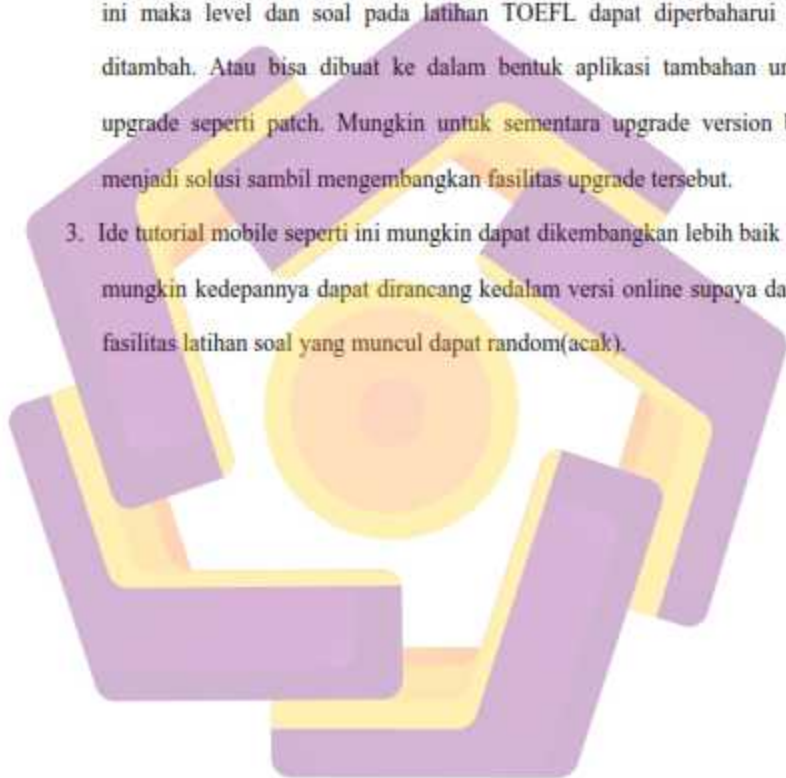 ini maka level dan soal pada latihan TOEFL dapat diperbaharui
ditambah. Atau bisa dibuat ke dalam bentuk aplikasi tambahan
upgrade seperti patch. Mungkin untuk sementara upgrade version
menjadi solusi sambil mengembangkan fasilitas upgrade tersebut.
3. Ide tutorial mobile seperti ini mungkin dapat dikembangkan lebih baik
mungkin kedepannya dapat dirancang kedalam versi online supaya
fasilitas latihan soal yang muncul dapat random(acak).